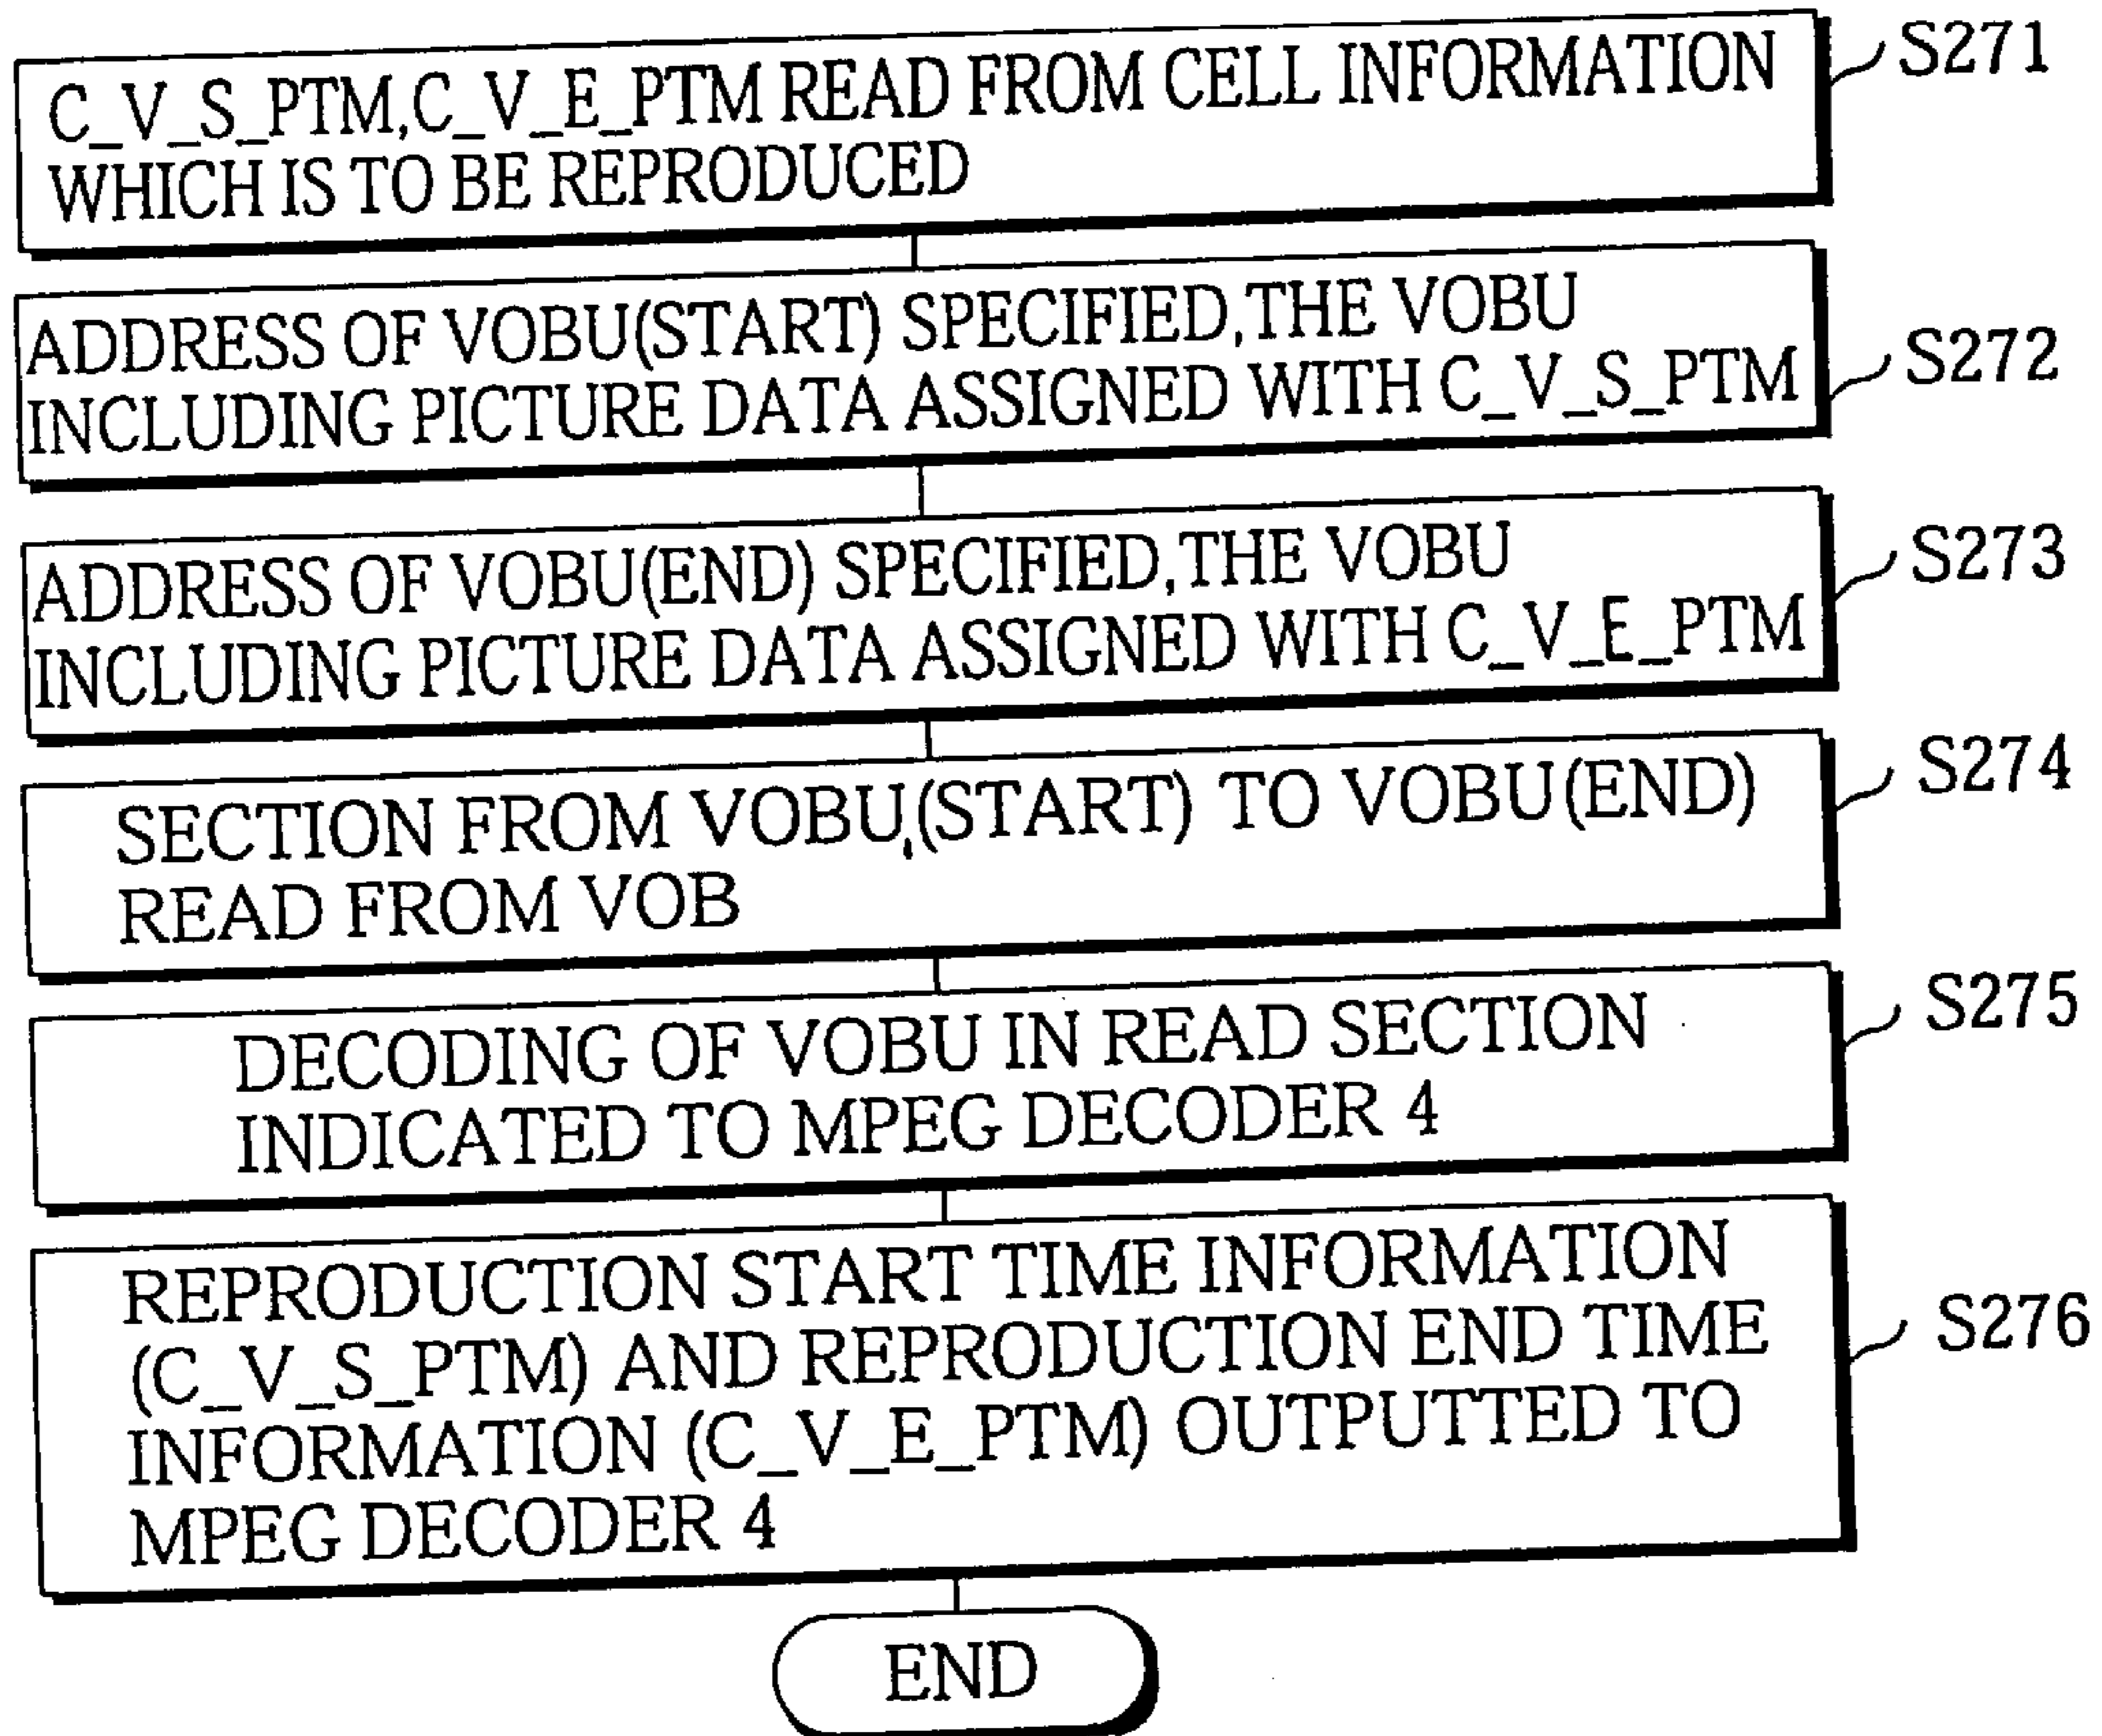 C_V_S_PTM,C_V_E_PTM READ FROM CELL INFORMATION
WHICH IS TO BE REPRODUCED
S271
ADDRESS OF VOBU(START) SPECIFIED,THE VOBU
INCLUDING PICTURE DATA ASSIGNED WITH C_V_S_PTM
S272
ADDRESS OF VOBU(END) SPECIFIED,THE VOBU
INCLUDING PICTURE DATA ASSIGNED WITH C_V_E_PTM
S273
SECTION FROM VOBU,(START) TO VOBU(END)
READ FROM VOB
S274
DECODING OF VOBU IN READ SECTION
INDICATED TO MPEG DECODER 4
S275
REPRODUCTION START TIME INFORMATION
(C_V_S_PTM) AND REPRODUCTION END TIME
INFORMATION (C_V_E_PTM) OUTPUTTED TO
MPEG DECODER 4
S276
END